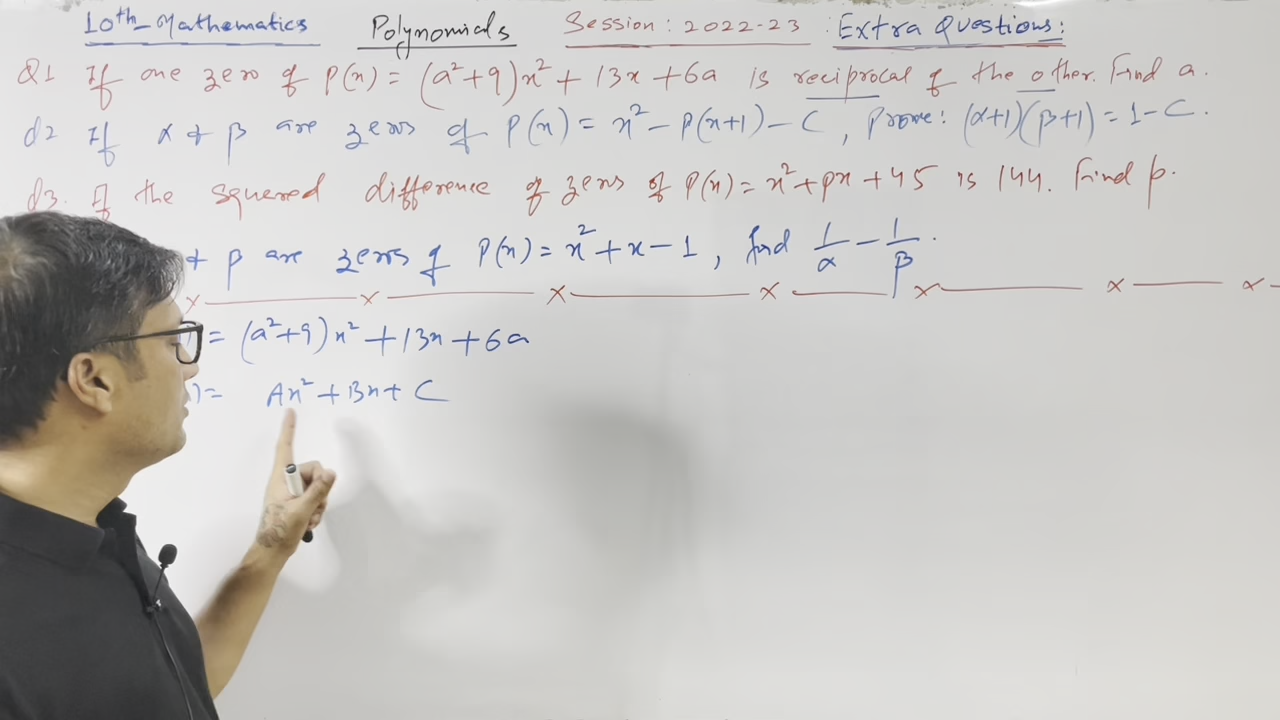 10th-Mathematics Polynomials Session: 2022-23 Extra Questions:
Q1 If one zero of P(x) = (a²+9)x² + 13x + 6a is reciprocal of the other. Find a.
Q2 If α & β are zeros of P(x) = x² - P(x+1) - C, Prove: (α+1)(β+1) = 1-C.
Q3. If the squared difference of zeros of P(x) = x² + px + 45 is 144. Find p.
& β are zeros of P(x) = x² + x - 1, find 1/α - 1/β.
= (a²+9)x² + 13x + 6a
)= Ax² + Bx + C